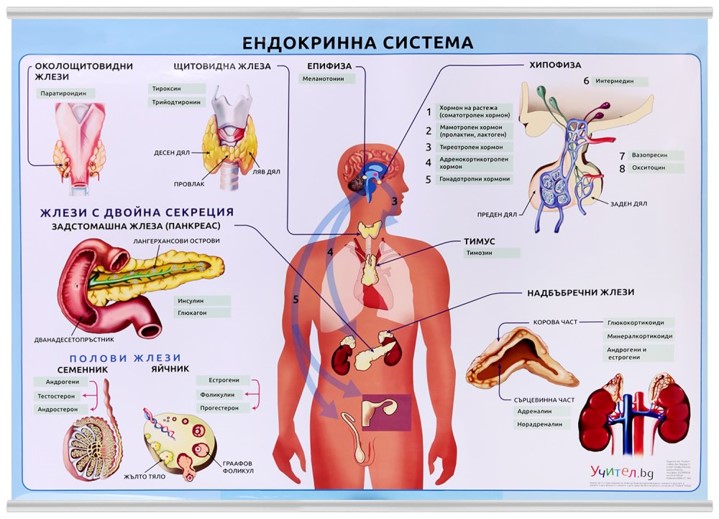 ЕНДОКРИННА СИСТЕМА
ОКОЛОЩИТОВИДНИ
ЖЛЕЗИ
Паратироидин
ЩИТОВИДНА ЖЛЕЗА
Тироксин
Трийодтиронин
ДЕСЕН ДЯЛ
ПРОВЛАК
ЛЯВ ДЯЛ
ЕПИФИЗА
Меланотонин
ХИПОФИЗА
1 Хормон на растежа
(соматотропен хормон)
2 Мамотропен хормон
(пролактин, лактоген)
3 Тиреотропен хормон
4 Адренокортикотропен
хормон
5 Гонадотропни хормони
6 Интермедин
7 Вазопресин
8 Окситоцин
ПРЕДЕН ДЯЛ
ЗАДЕН ДЯЛ
3
4
5
ЖЛЕЗИ С ДВОЙНА СЕКРЕЦИЯ
ЗАДСТОМАШНА ЖЛЕЗА (ПАНКРЕАС)
ЛАНГЕРХАНСОВИ ОСТРОВИ
Инсулин
Глюкагон
ДВАНАДЕСЕТОПРЪСТНИК
ТИМУС
Тимозин
НАДБЪБРЕЧНИ ЖЛЕЗИ
КОРОВА ЧАСТ
Глюкокортикоиди
Минералкортикоиди
Андрогени и
естрогени
СЪРЦЕВИННА ЧАСТ
Адреналин
Норадреналин
ПОЛОВИ ЖЛЕЗИ
СЕМЕННИК
Андрогени
Тестостерон
Андростерон
ЯЙЧНИК
Естрогени
Фоликулин
Прогестерон
ЖЪЛТО ТЯЛО
ГРААФОВ
ФОЛИКУЛ
Учител.bg